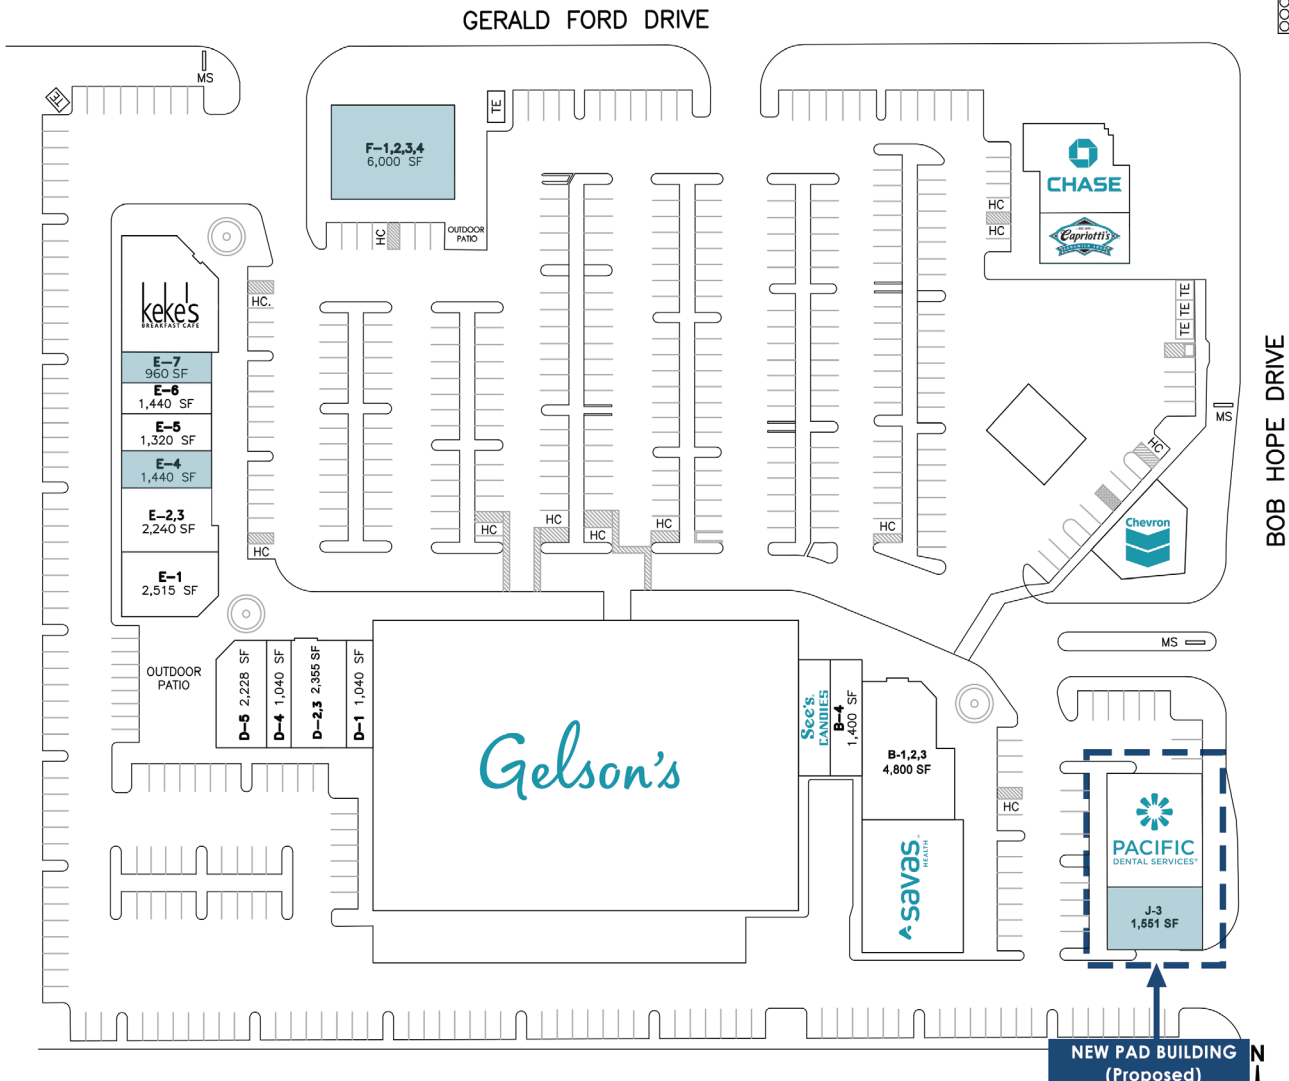 GERALD FORD DRIVE
MS
TE
TE
F-1,2,3,4
6,000 SF
HC
OUTDOOR
PATIO
CHASE
Capriotti's
HC
HC
keke's
BREAKFAST CAFE
HC.
TE
TE
TE
E-7
960 SF
E-6
1,440 SF
E-5
1,320 SF
E-4
1,440 SF
E-2,3
2,240 SF
E-1
2,515 SF
HC
HC
HC
HC
HC
HC
HC
MS
BOB HOPE DRIVE
Chevron
MS
OUTDOOR
PATIO
D-5 2,228 SF
D-4 1,040 SF
D-2,3 2,355 SF
D-1 1,040 SF
Gelson's
See's
CANDIES
B-4
1,400 SF
B-1,2,3
4,800 SF
HC
savas
HEALTH
PACIFIC
DENTAL SERVICES®
J-3
1,551 SF
NEW PAD BUILDING
(Proposed)
N